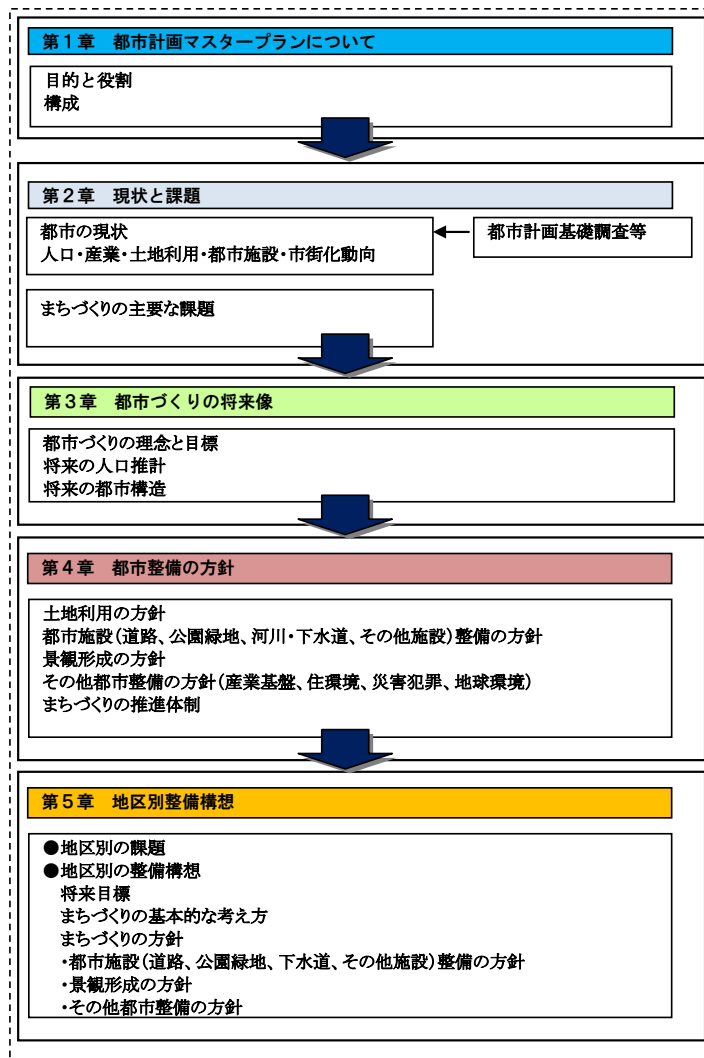 第1章　都市計画マスタープランについて
目的と役割
構成
第2章　現状と課題
都市の現状
人口・産業・土地利用・都市施設・市街化動向
都市計画基礎調査等
まちづくりの主要な課題
第3章　都市づくりの将来像
都市づくりの理念と目標
将来の人口推計
将来の都市構造
第4章　都市整備の方針
土地利用の方針
都市施設(道路、公園緑地、河川・下水道、その他施設)整備の方針
景観形成の方針
その他都市整備の方針(産業基盤、住環境、災害犯罪、地球環境)
まちづくりの推進体制
第5章　地区別整備構想
●地区別の課題
●地区別の整備構想
将来目標
まちづくりの基本的な考え方
まちづくりの方針
・都市施設(道路、公園緑地、下水道、その他施設)整備の方針
・景観形成の方針
・その他都市整備の方針